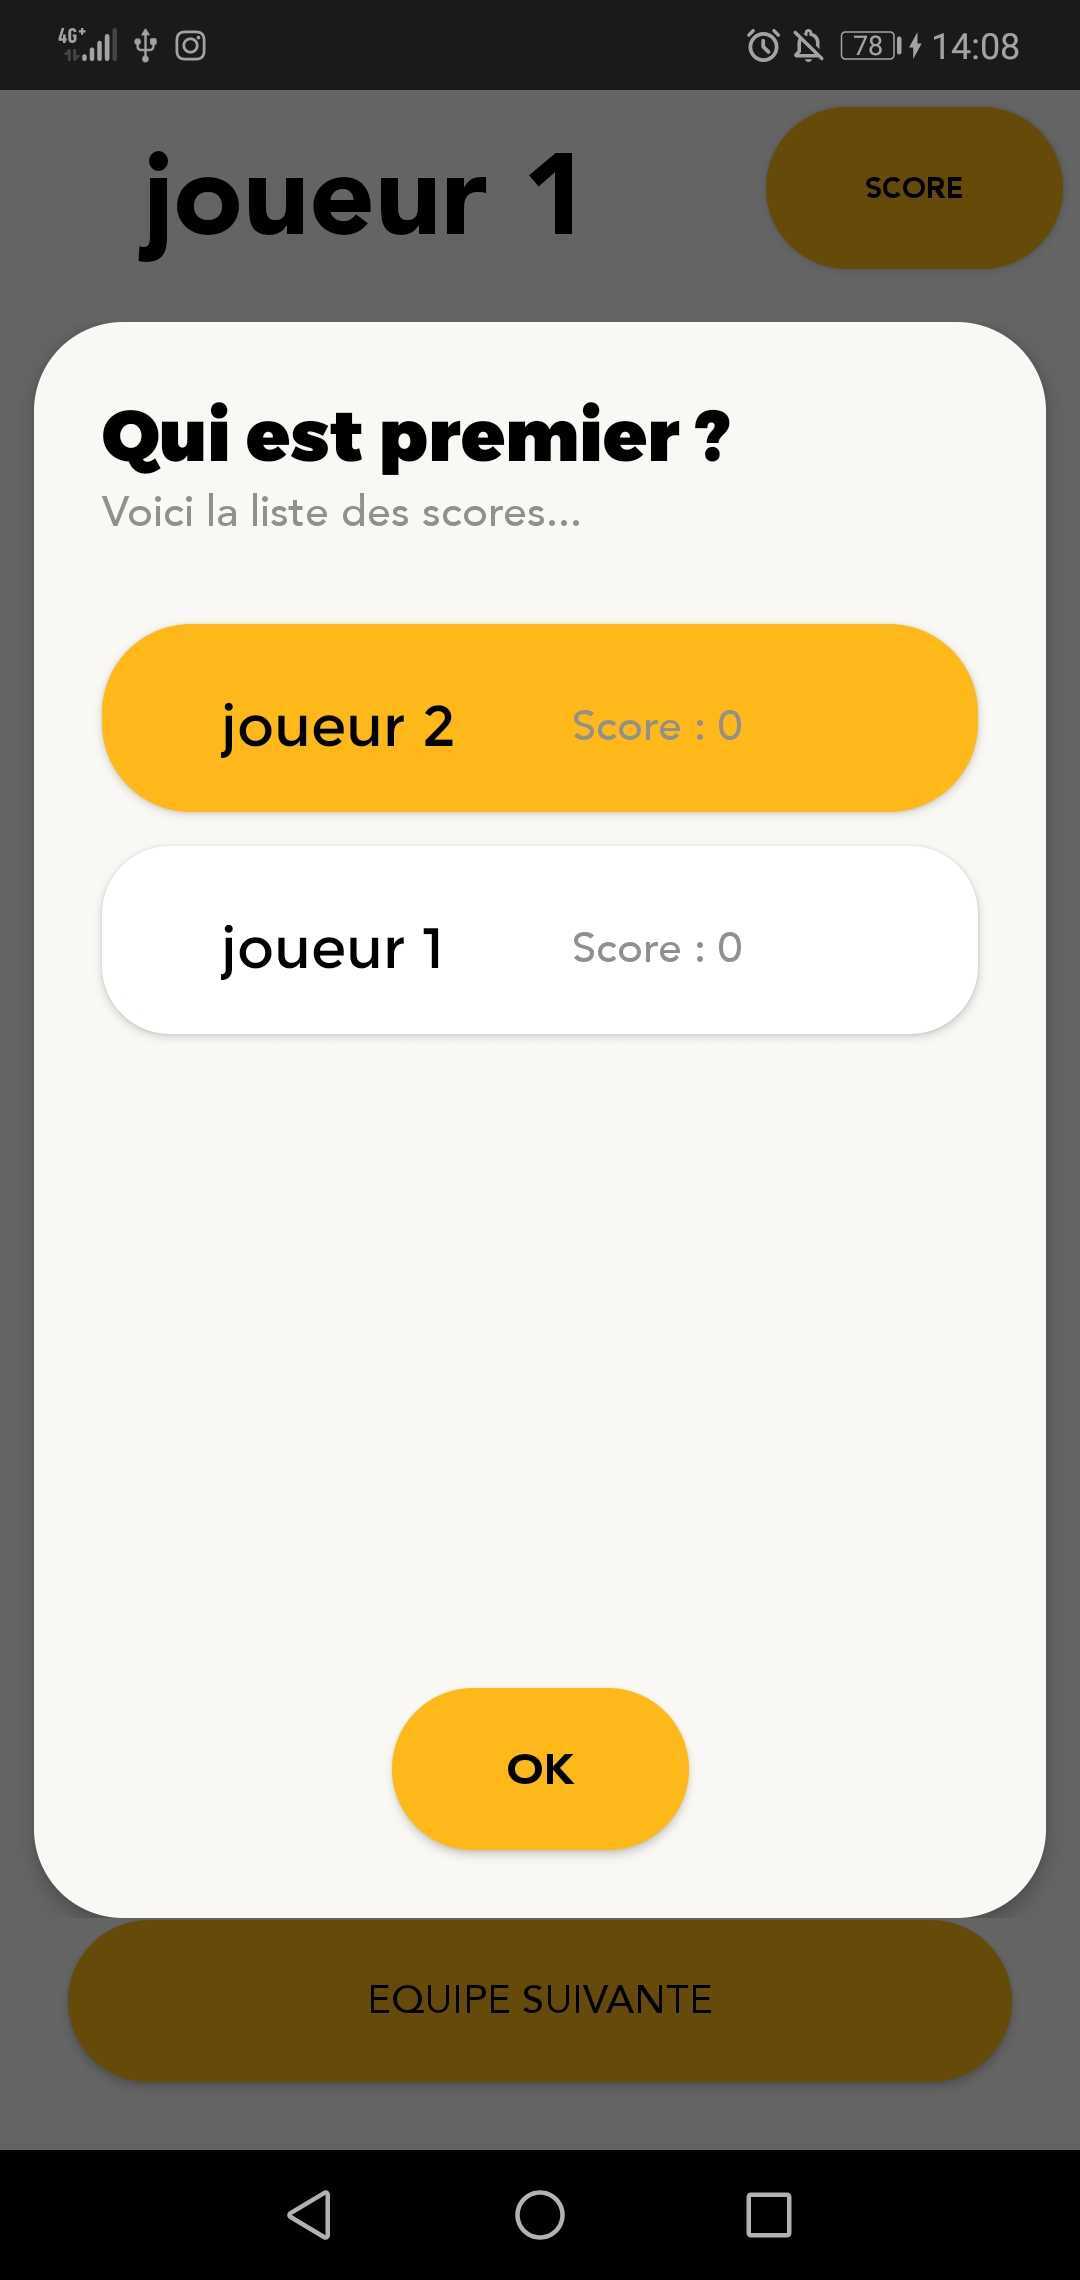 4G+
78
14:08
joueur 1
SCORE
Qui est premier ?
Voici la liste des scores...
joueur 2
Score : 0
joueur 1
Score : 0
OK
EQUIPE SUIVANTE